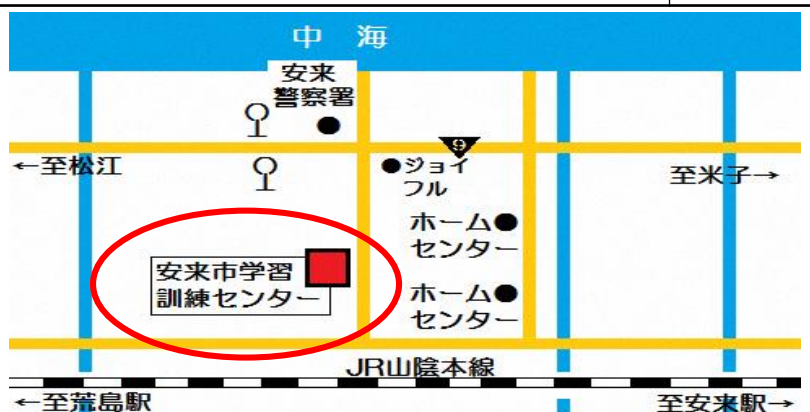 中 海
安来
警察署
9
←至松江
●ジョイ
フル
至米子→
ホーム●
センター
安来市学習
訓練センター
ホーム●
センター
JR山陰本線
←至荒島駅
至安来駅→